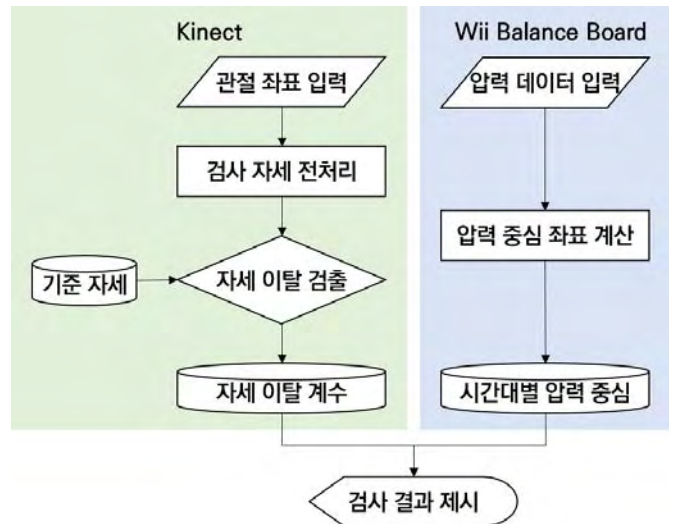 Kinect
관절 좌표 입력
검사 자세 전처리
기준 자세
자세 이탈 검출
자세 이탈 계수
Wii Balance Board
압력 데이터 입력
압력 중심 좌표 계산
시간대별 압력 중심
검사 결과 제시